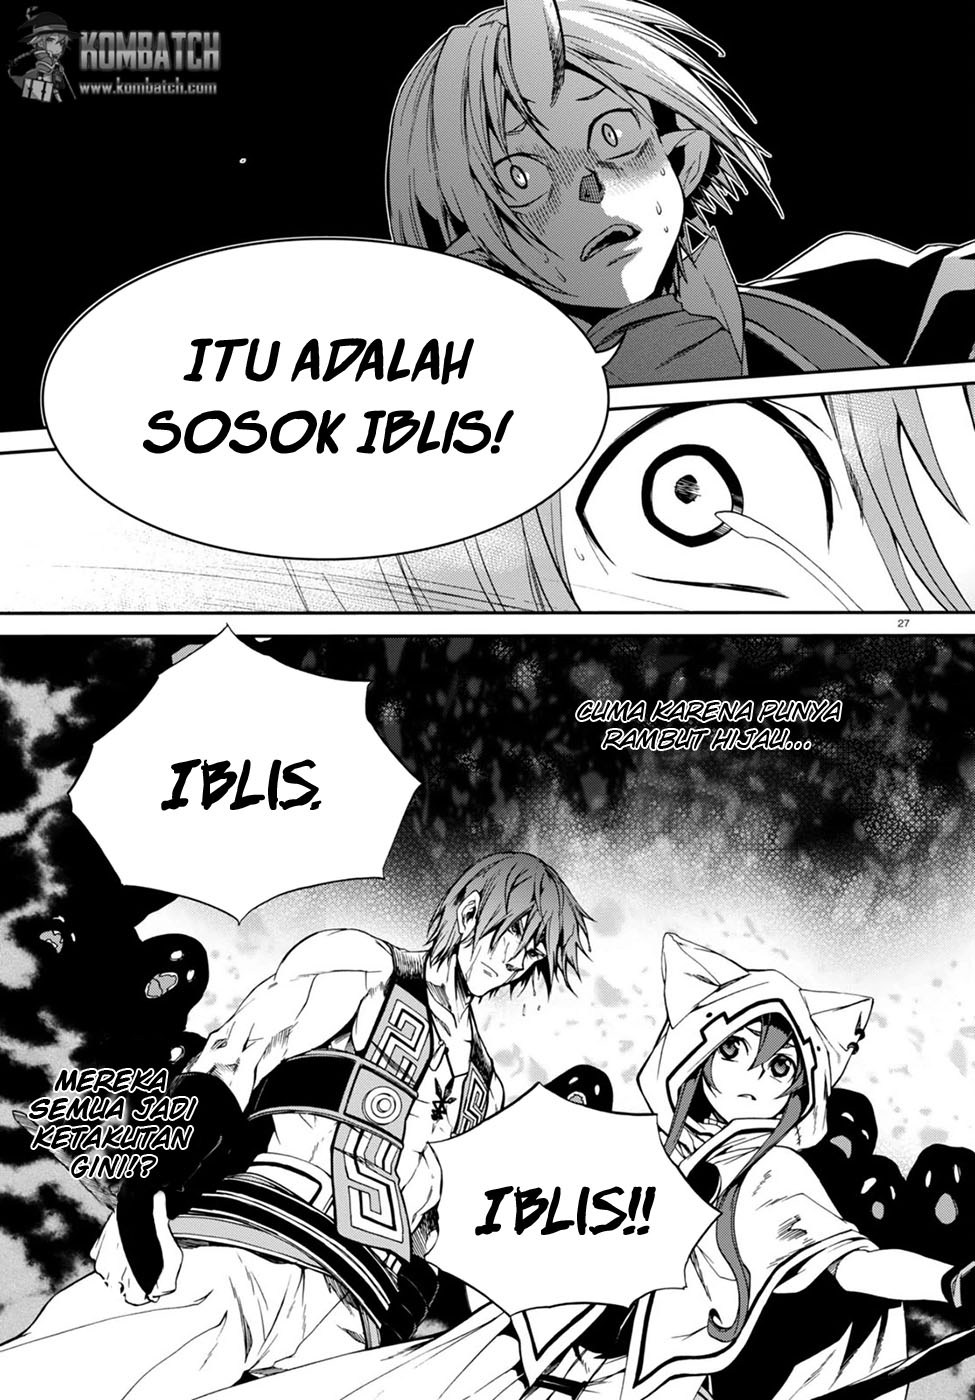 KOMBATCH
www.kombatch.com
ITU ADALAH
SOSOK IBLIS!
27
CUMA KARENA PUNYA
RAMBUT HIJAU...
IBLIS.
MEREKA
SEMUA JADI
KETAKUTAN
GINI!?
IBLIS!!